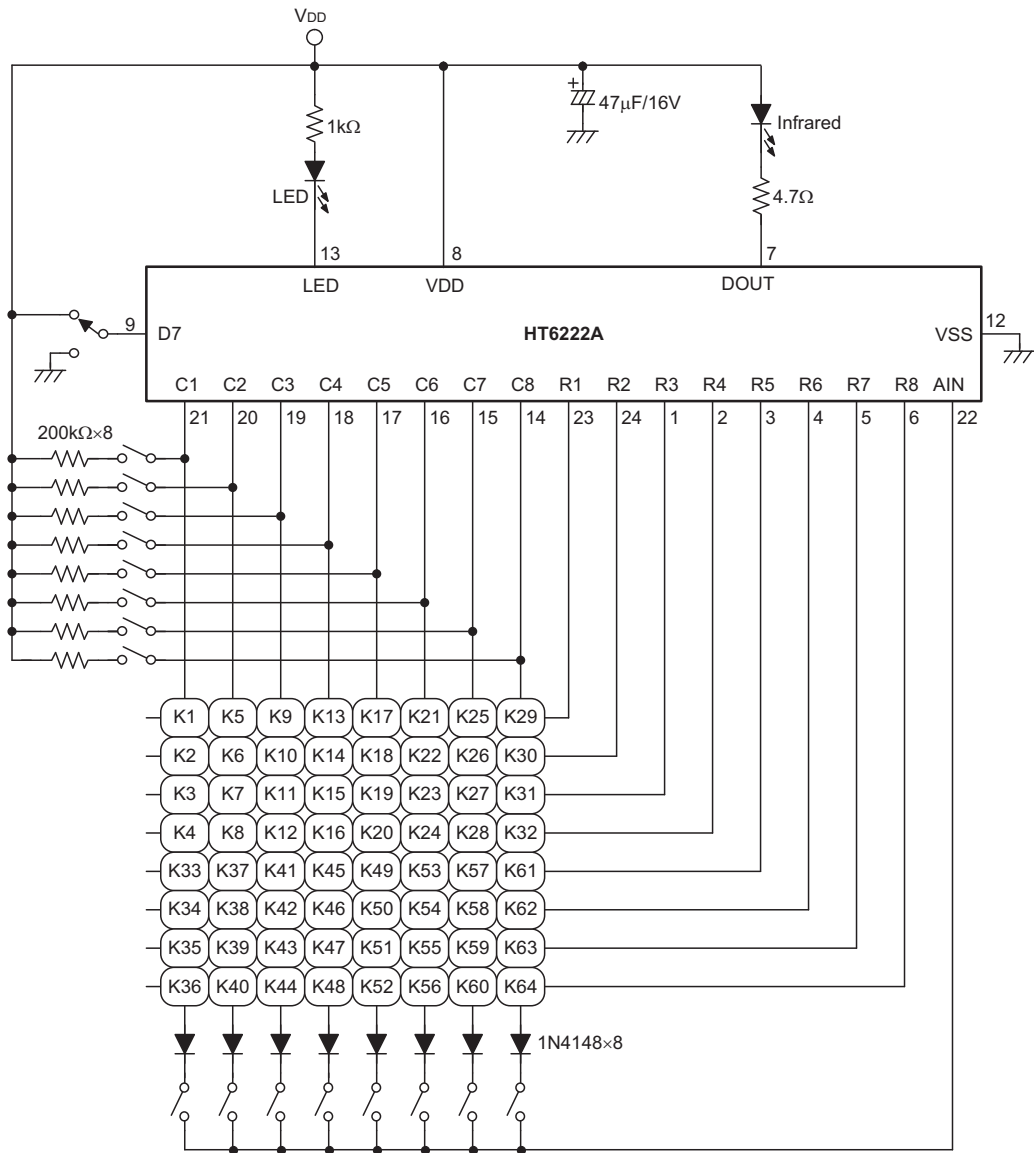 VDD
47µF/16V
+
1kΩ
Infrared
LED
4.7Ω
13 8 7
LED VDD DOUT
9 D7 HT6222A VSS 12
C1 C2 C3 C4 C5 C6 C7 C8 R1 R2 R3 R4 R5 R6 R7 R8 AIN
21 20 19 18 17 16 15 14 23 24 1 2 3 4 5 6 22
200kΩ×8
K1 K5 K9 K13 K17 K21 K25 K29
K2 K6 K10 K14 K18 K22 K26 K30
K3 K7 K11 K15 K19 K23 K27 K31
K4 K8 K12 K16 K20 K24 K28 K32
K33 K37 K41 K45 K49 K53 K57 K61
K34 K38 K42 K46 K50 K54 K58 K62
K35 K39 K43 K47 K51 K55 K59 K63
K36 K40 K44 K48 K52 K56 K60 K64
1N4148×8